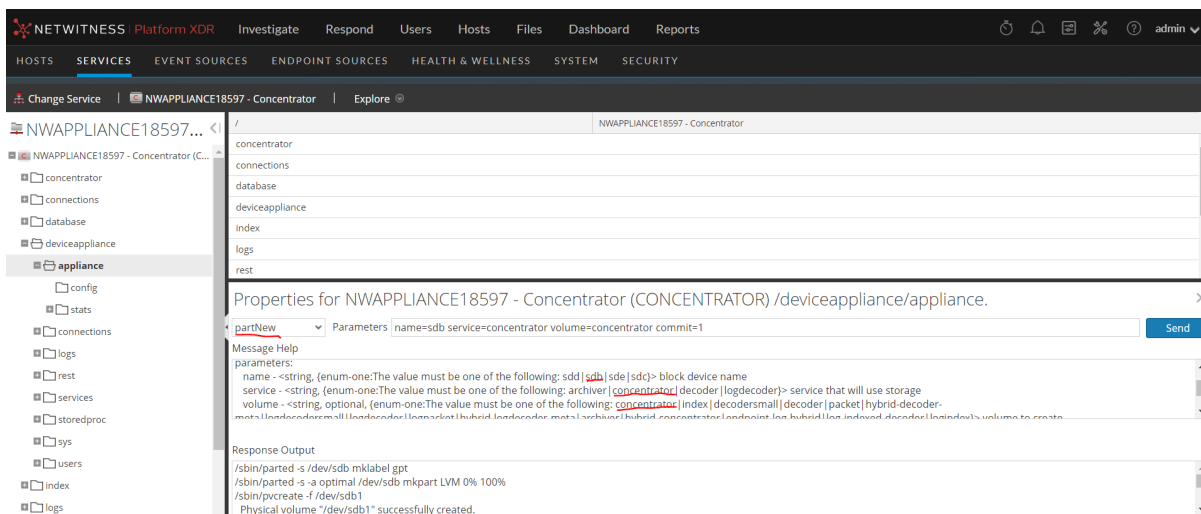 NETWITNESS Platform XDR Investigate Respond Users Hosts Files Dashboard Reports admin
HOSTS SERVICES EVENT SOURCES ENDPOINT SOURCES HEALTH & WELLNESS SYSTEM SECURITY
Change Service NWAPPLIANCE18597 - Concentrator Explore
NWAPPLIANCE18597...
NWAPPLIANCE18597 - Concentrator (C...
concentrator
connections
database
deviceappliance
appliance
config
stats
connections
logs
rest
services
storedproc
sys
users
index
logs
/ NWAPPLIANCE18597 - Concentrator
concentrator
connections
database
deviceappliance
index
logs
rest
Properties for NWAPPLIANCE18597 - Concentrator (CONCENTRATOR) /deviceappliance/appliance.
partNew Parameters name=sdb service=concentrator volume=concentrator commit=1 Send
Message Help
parameters:
name - <string, {enum-one:The value must be one of the following: sdd|sdb|sde|sdc}> block device name
service - <string, {enum-one:The value must be one of the following: archiver|concentrator|decoder|logdecoder}> service that will use storage
volume - <string, optional, {enum-one:The value must be one of the following: concentrator|index|decodersmall|decoder|packet|hybrid-decoder-
Response Output
/sbin/parted -s /dev/sdb mklabel gpt
/sbin/parted -s -a optimal /dev/sdb mkpart LVM 0% 100%
/sbin/pvcreate -f /dev/sdb1
Physical volume "/dev/sdb1" successfully created.